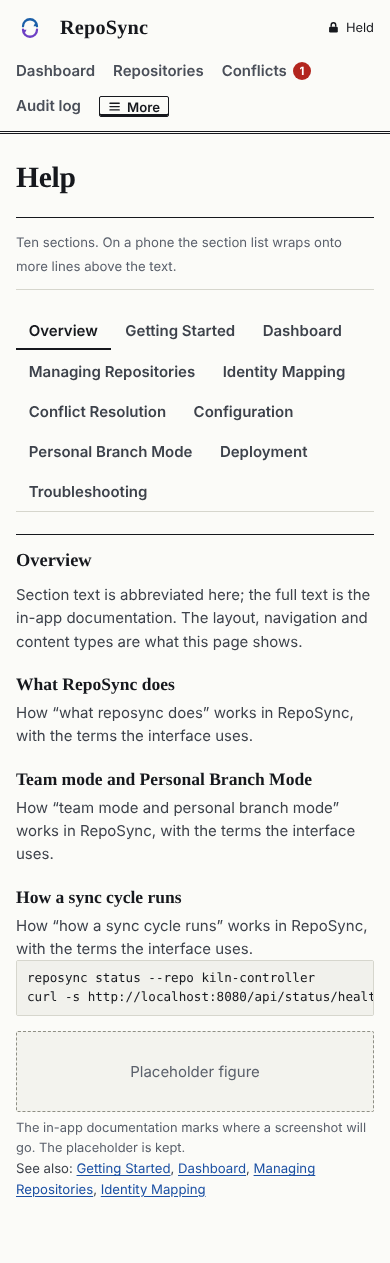 RepoSync
Held
Dashboard Repositories Conflicts 1
Audit log More
Help
Ten sections. On a phone the section list wraps onto
more lines above the text.
Overview Getting Started Dashboard
Managing Repositories Identity Mapping
Conflict Resolution Configuration
Personal Branch Mode Deployment
Troubleshooting
Overview
Section text is abbreviated here; the full text is the
in-app documentation. The layout, navigation and
content types are what this page shows.
What RepoSync does
How “what reposync does” works in RepoSync,
with the terms the interface uses.
Team mode and Personal Branch Mode
How “team mode and personal branch mode”
works in RepoSync, with the terms the interface
uses.
How a sync cycle runs
How “how a sync cycle runs” works in RepoSync,
with the terms the interface uses.
reposync status --repo kiln-controller
curl -s http://localhost:8080/api/status/healt
Placeholder figure
The in-app documentation marks where a screenshot will
go. The placeholder is kept.
See also: Getting Started, Dashboard, Managing
Repositories, Identity Mapping